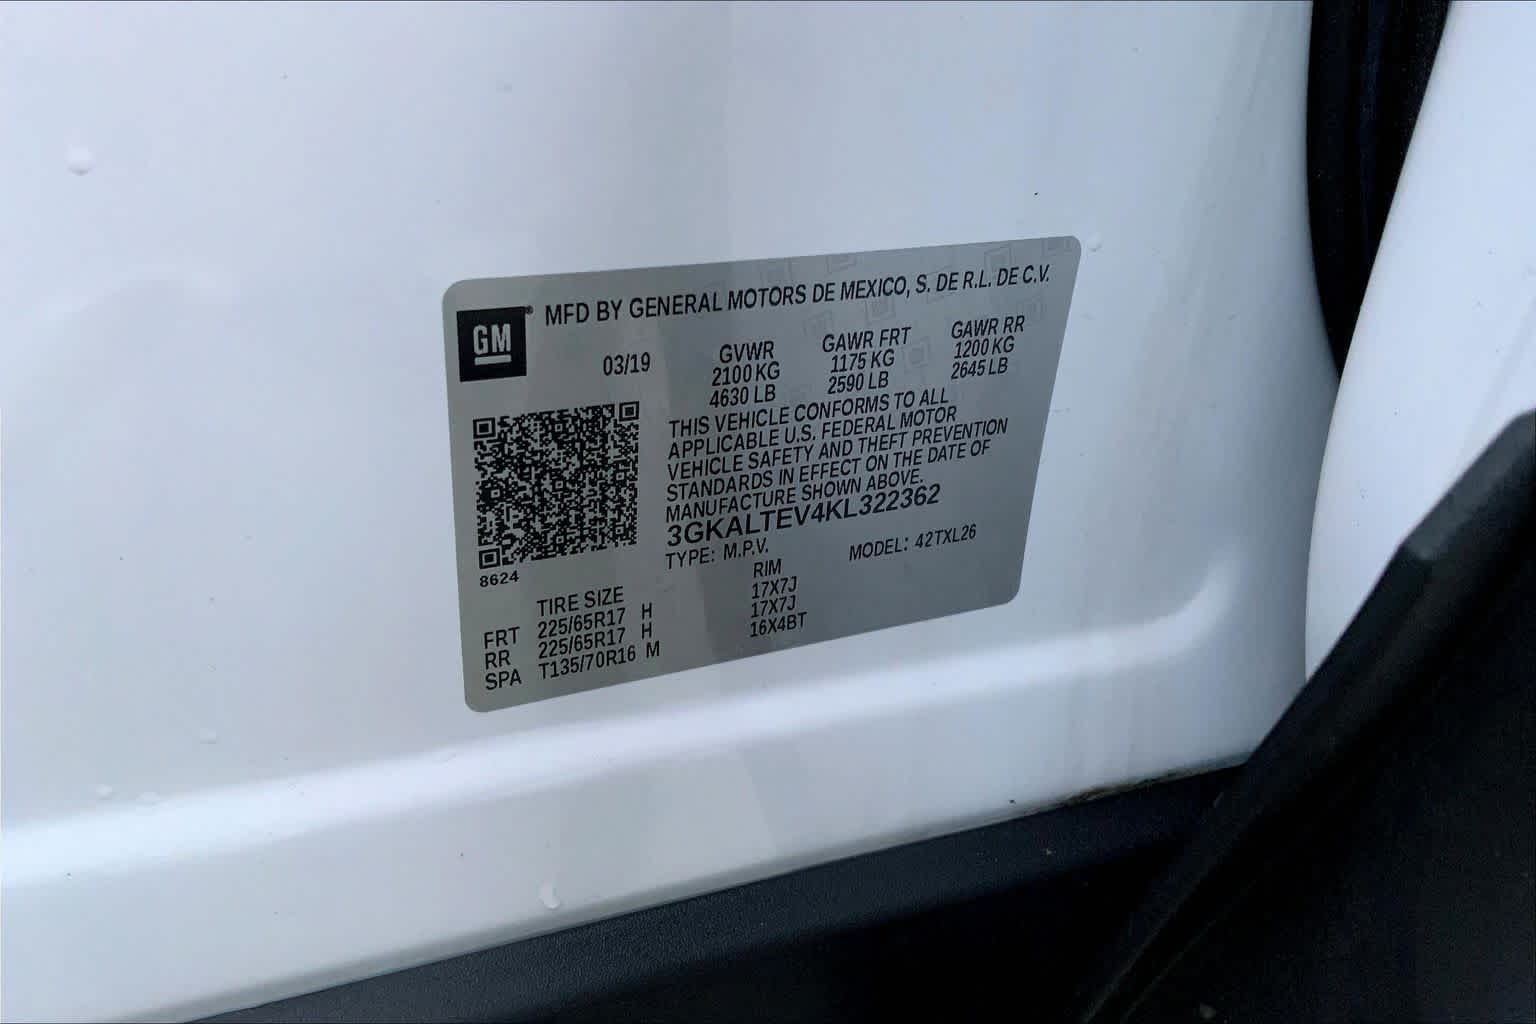 GM® MFD BY GENERAL MOTORS DE MEXICO, S. DE R.L. DE C.V.
03/19 GVWR GAWR FRT GAWR RR
2100 KG 1175 KG 1200 KG
4630 LB 2590 LB 2645 LB
THIS VEHICLE CONFORMS TO ALL
APPLICABLE U.S. FEDERAL MOTOR
VEHICLE SAFETY AND THEFT PREVENTION
STANDARDS IN EFFECT ON THE DATE OF
MANUFACTURE SHOWN ABOVE.
3GKALTEV4KL322362
TYPE: M.P.V. MODEL: 42TXL26
8624
TIRE SIZE RIM
FRT 225/65R17 H 17X7J
RR 225/65R17 H 17X7J
SPA T135/70R16 M 16X4BT